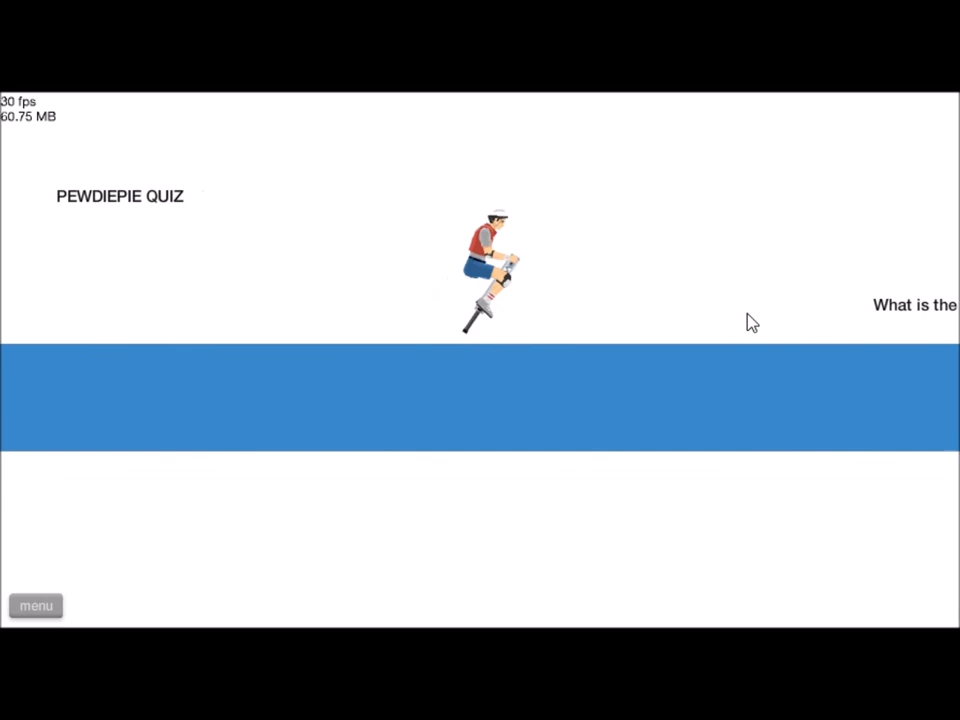 30 fps
60.75 MB
PEWDIEPIE QUIZ
What is the
menu